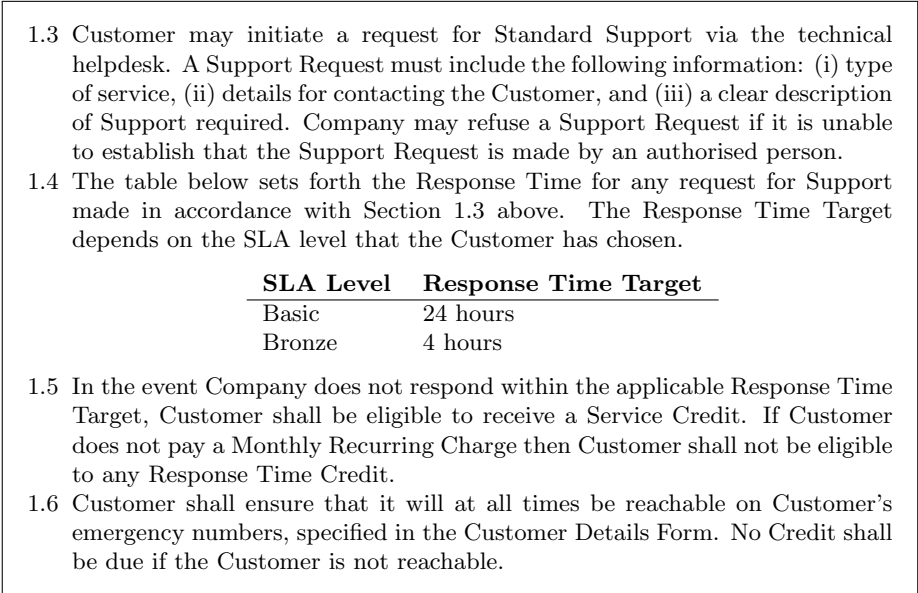 1.3 Customer may initiate a request for Standard Support via the technical
helpdesk. A Support Request must include the following information: (i) type
of service, (ii) details for contacting the Customer, and (iii) a clear description
of Support required. Company may refuse a Support Request if it is unable
to establish that the Support Request is made by an authorised person.
1.4 The table below sets forth the Response Time for any request for Support
made in accordance with Section 1.3 above. The Response Time Target
depends on the SLA level that the Customer has chosen.
SLA Level Response Time Target
Basic 24 hours
Bronze 4 hours
1.5 In the event Company does not respond within the applicable Response Time
Target, Customer shall be eligible to receive a Service Credit. If Customer
does not pay a Monthly Recurring Charge then Customer shall not be eligible
to any Response Time Credit.
1.6 Customer shall ensure that it will at all times be reachable on Customer's
emergency numbers, specified in the Customer Details Form. No Credit shall
be due if the Customer is not reachable.